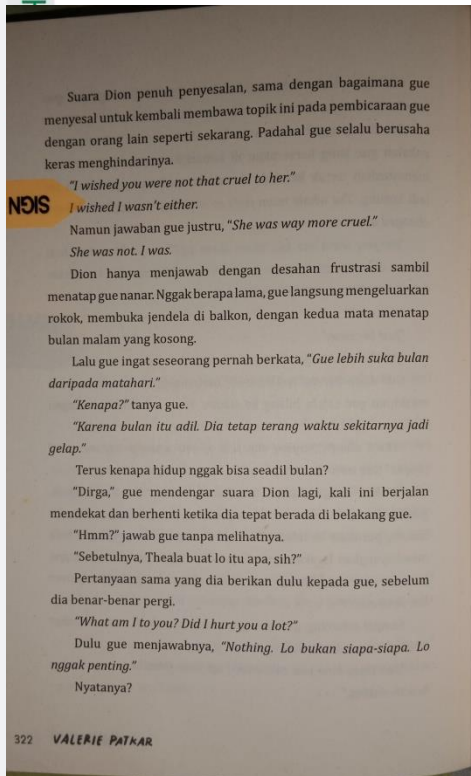 Suara Dion penuh penyesalan, sama dengan bagaimana gue
menyesal untuk kembali membawa topik ini pada pembicaraan gue
dengan orang lain seperti sekarang. Padahal gue selalu berusaha
keras menghindarinya.
"I wished you were not that cruel to her."
SIGN
I wished I wasn't either.
Namun jawaban gue justru, "She was way more cruel."
She was not. I was.
Dion hanya menjawab dengan desahan frustrasi sambil
menatap gue nanar. Nggak berapa lama, gue langsung mengeluarkan
rokok, membuka jendela di balkon, dengan kedua mata menatap
bulan malam yang kosong.
Lalu gue ingat seseorang pernah berkata, "Gue lebih suka bulan
daripada matahari."
"Kenapa?" tanya gue.
"Karena bulan itu adil. Dia tetap terang waktu sekitarnya jadi
gelap."
Terus kenapa hidup nggak bisa seadil bulan?
"Dirga," gue mendengar suara Dion lagi, kali ini berjalan
mendekat dan berhenti ketika dia tepat berada di belakang gue.
"Hmm?" jawab gue tanpa melihatnya.
"Sebetulnya, Theala buat lo itu apa, sih?"
Pertanyaan sama yang dia berikan dulu kepada gue, sebelum
dia benar-benar pergi.
"What am I to you? Did I hurt you a lot?"
Dulu gue menjawabnya, "Nothing. Lo bukan siapa-siapa. Lo
nggak penting."
Nyatanya?
322 VALERIE PATKAR